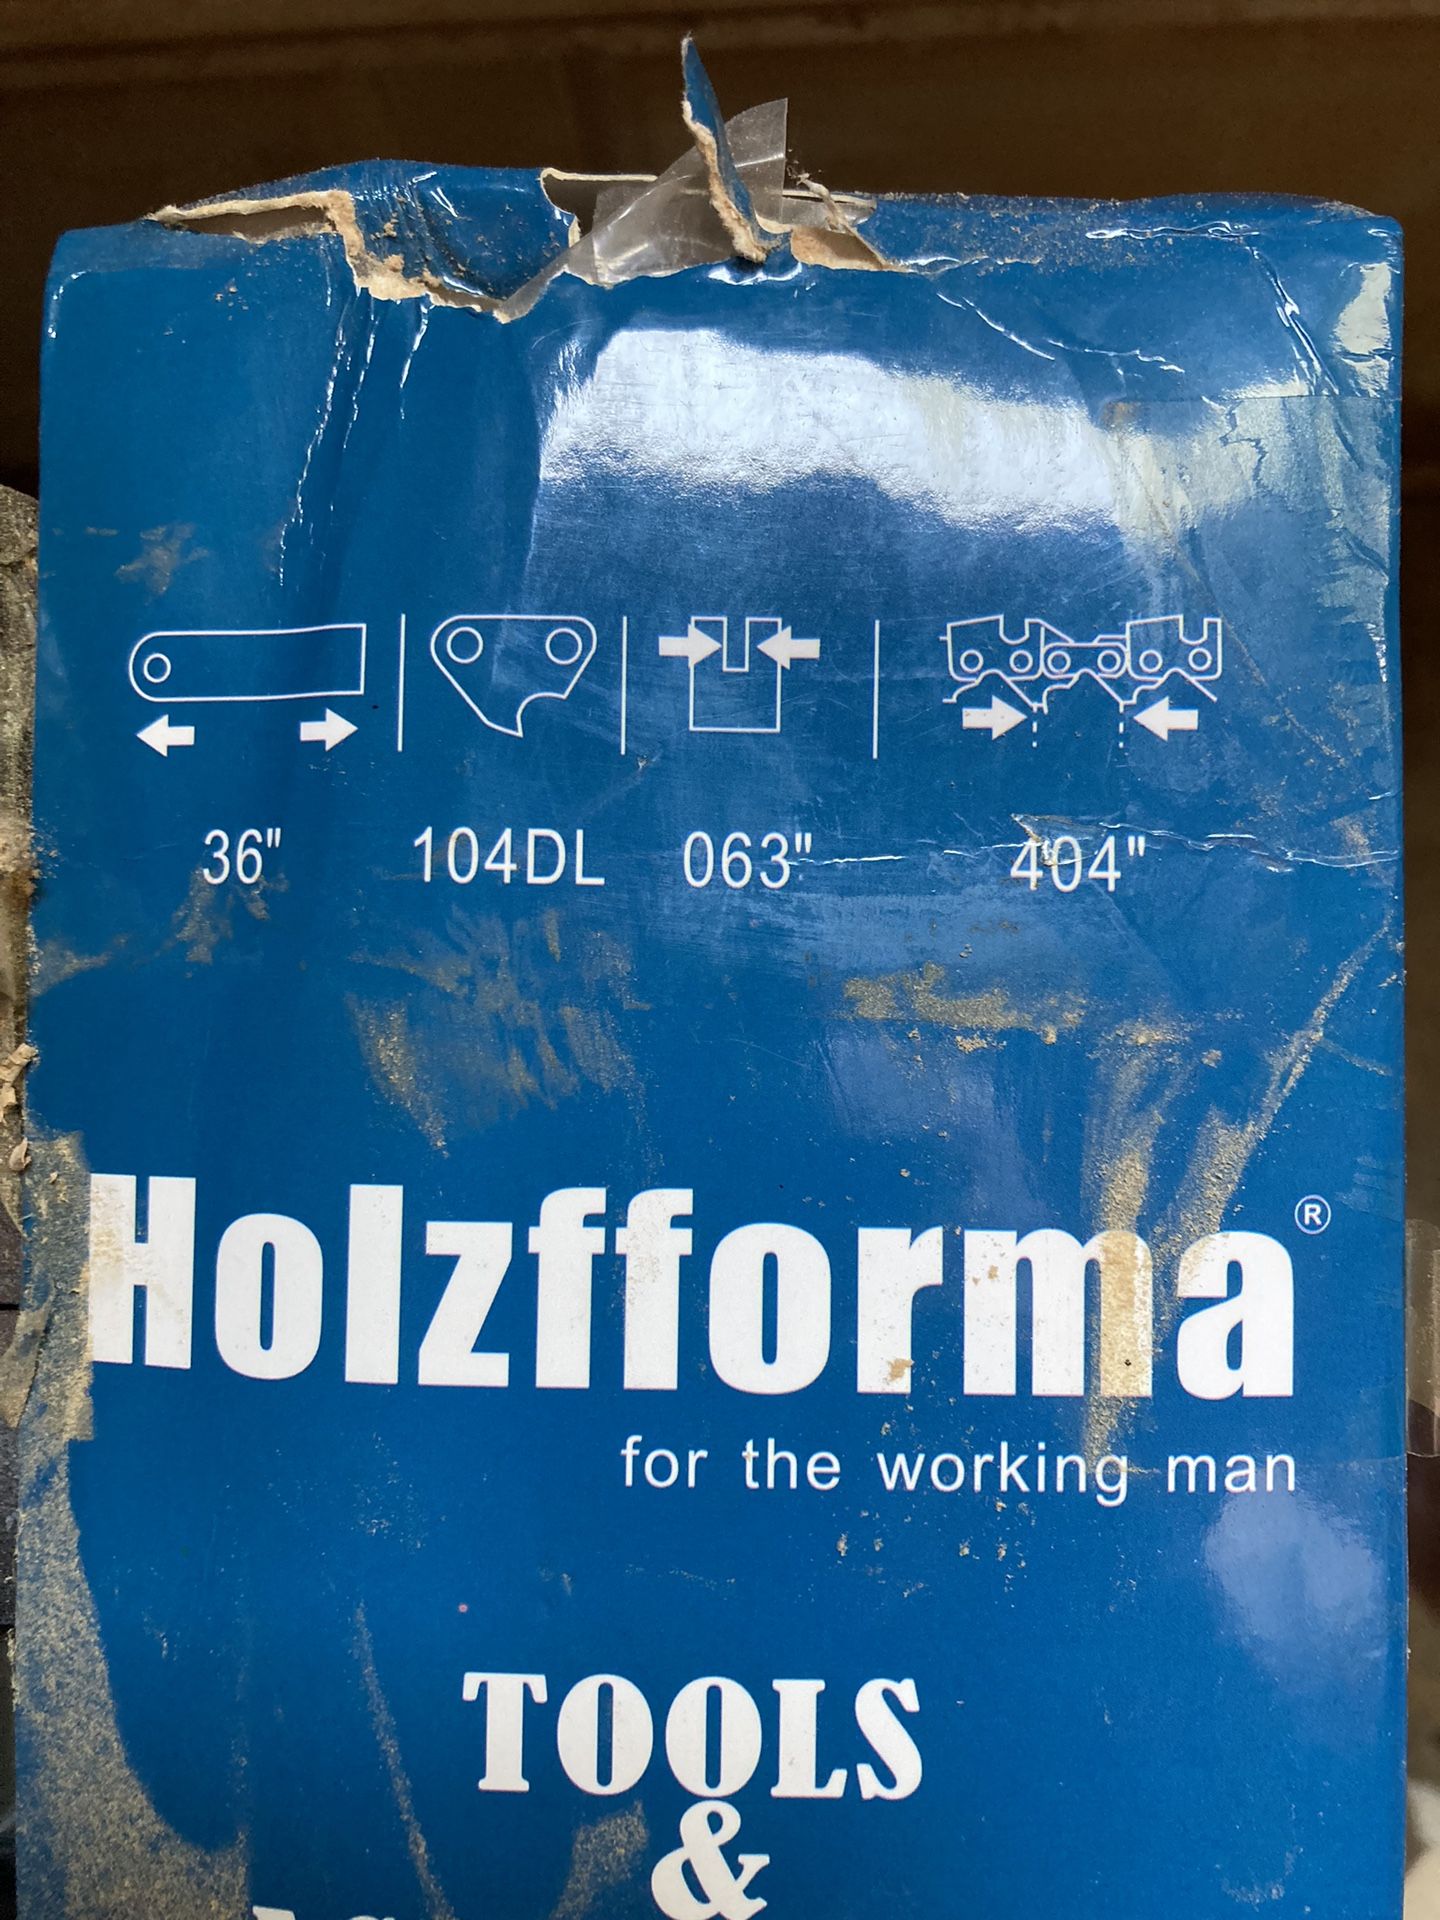 36" 104DL 063" 404"
Holzfforma®
for the working man
TOOLS
&